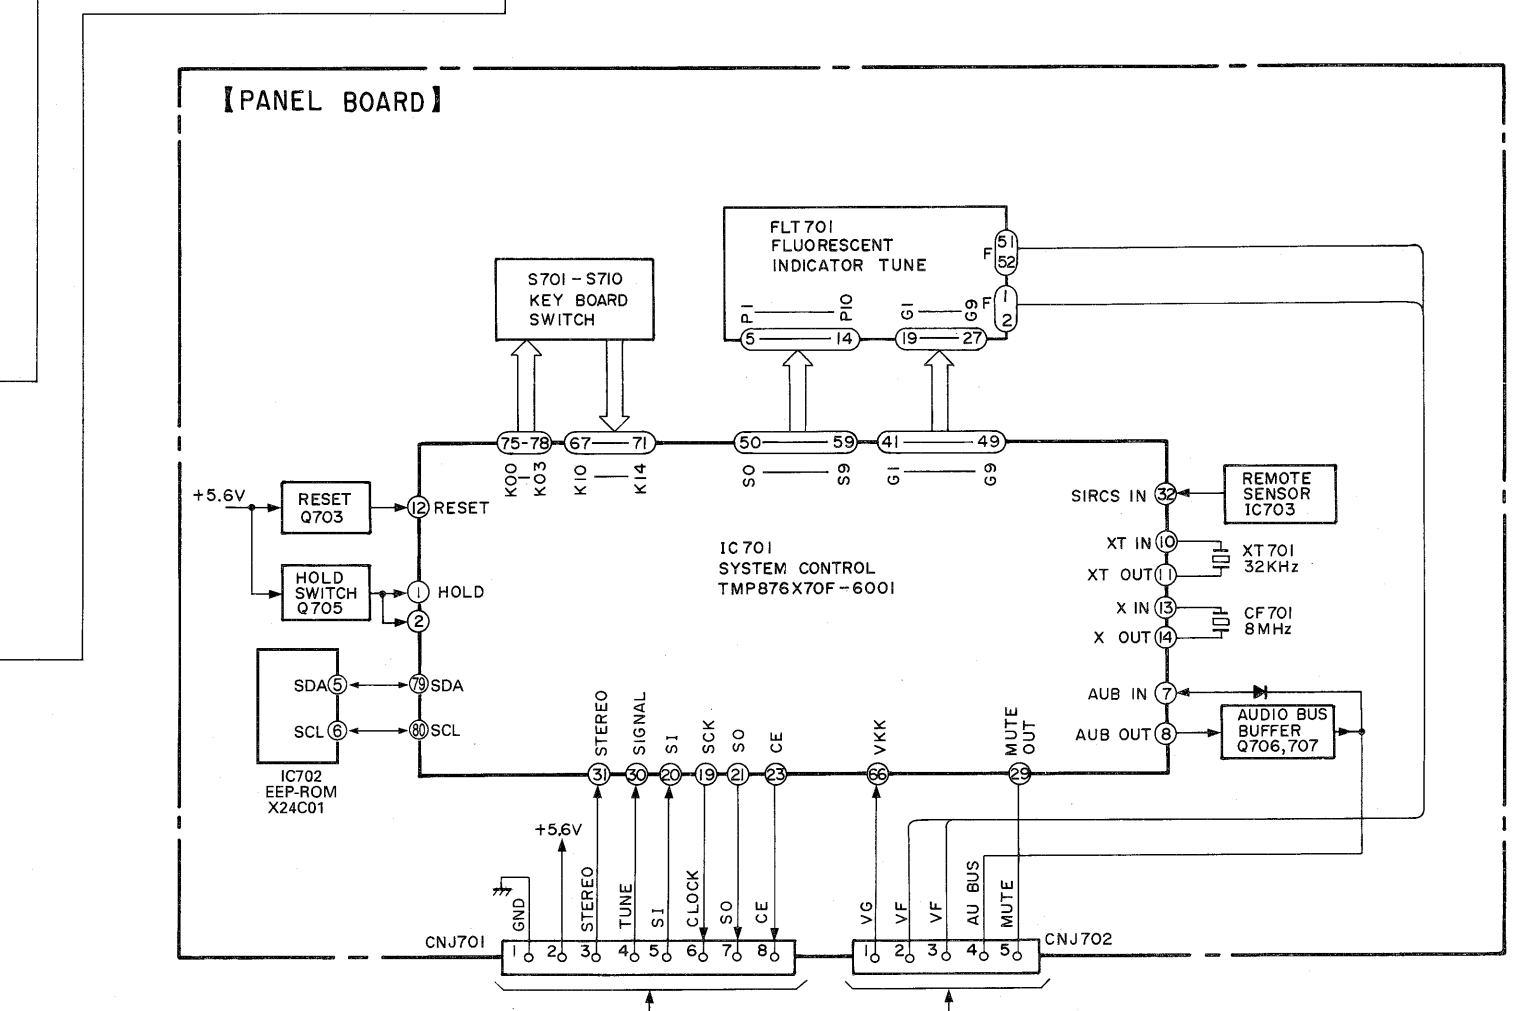 【PANEL BOARD】
FLT701
FLUORESCENT
INDICATOR TUNE
F
51
52
F
1
2
P1 P10
G1 G9
5 14
19 27
S701-S710
KEY BOARD
SWITCH
75-78
67 71
50 59
41 49
K00 K03
K10 K14
S0 S9
G1 G9
+5.6V
RESET
Q703
12 RESET
HOLD
SWITCH
Q705
1 HOLD
2
SDA 5
79 SDA
SCL 6
80 SCL
IC702
EEP-ROM
X24C01
IC701
SYSTEM CONTROL
TMP876X70F-6001
SIRCS IN 32
REMOTE
SENSOR
IC703
XT IN 10
XT OUT 11
XT701
32KHz
X IN 13
X OUT 14
CF701
8MHz
AUB IN 7
AUB OUT 8
AUDIO BUS
BUFFER
Q706,707
STEREO
SIGNAL
SI
SCK
SO
CE
VKK
MUTE
OUT
31 30 20 19 21 23 66 29
+5.6V
GND
STEREO
TUNE
SI
CLOCK
SO
CE
VG
VF
VF
AU BUS
MUTE
CNJ701
1 2 3 4 5 6 7 8
1 2 3 4 5
CNJ702